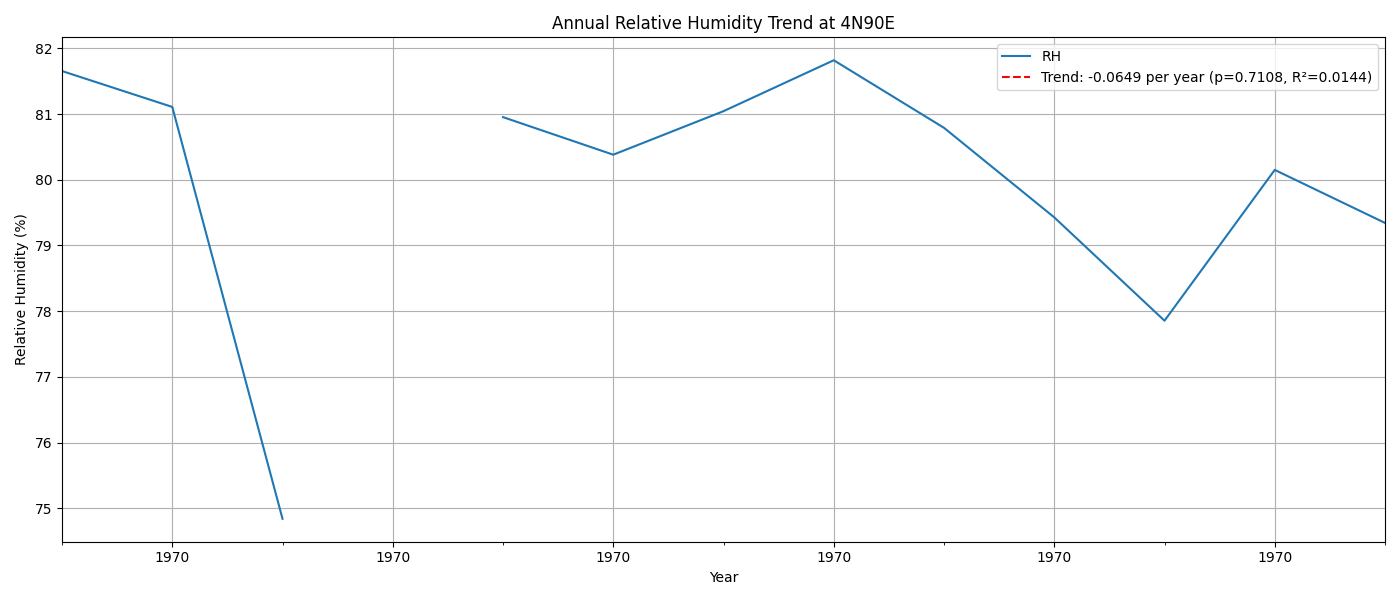 Annual Relative Humidity Trend at 4N90E
RH
Trend: -0.0649 per year (p=0.7108, R²=0.0144)
Relative Humidity (%)
82
81
80
79
78
77
76
75
1970 1970 1970 1970 1970 1970
Year